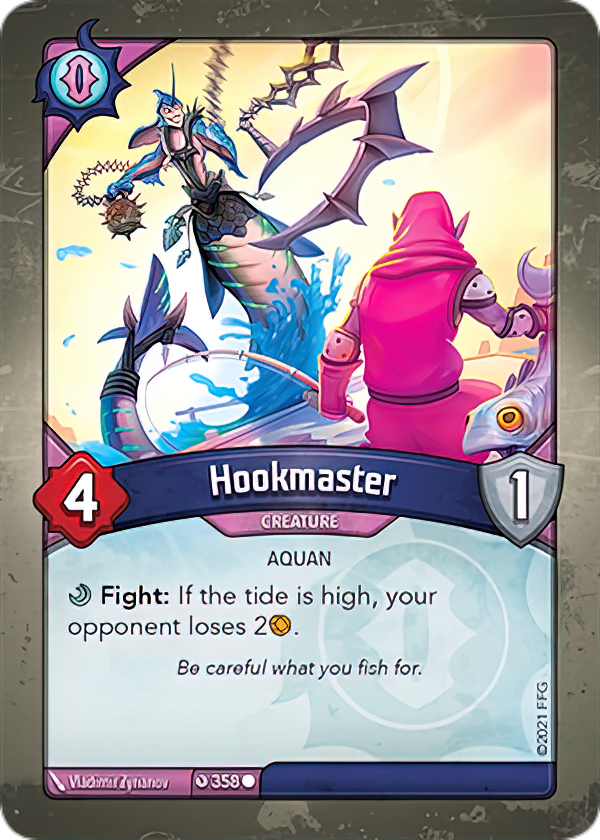 Hookmaster
4
1
CREATURE
AQUAN
Fight: If the tide is high, your
opponent loses 2.
Be careful what you fish for.
©2021 FFG
358